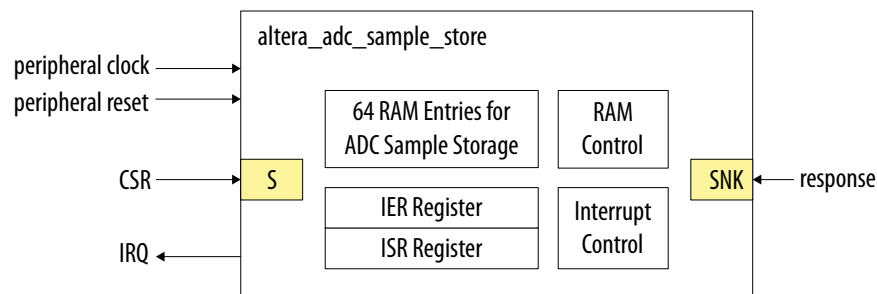 altera_adc_sample_store
peripheral clock
peripheral reset
64 RAM Entries for
ADC Sample Storage
RAM
Control
CSR
S
SNK
response
IER Register
ISR Register
Interrupt
Control
IRQ